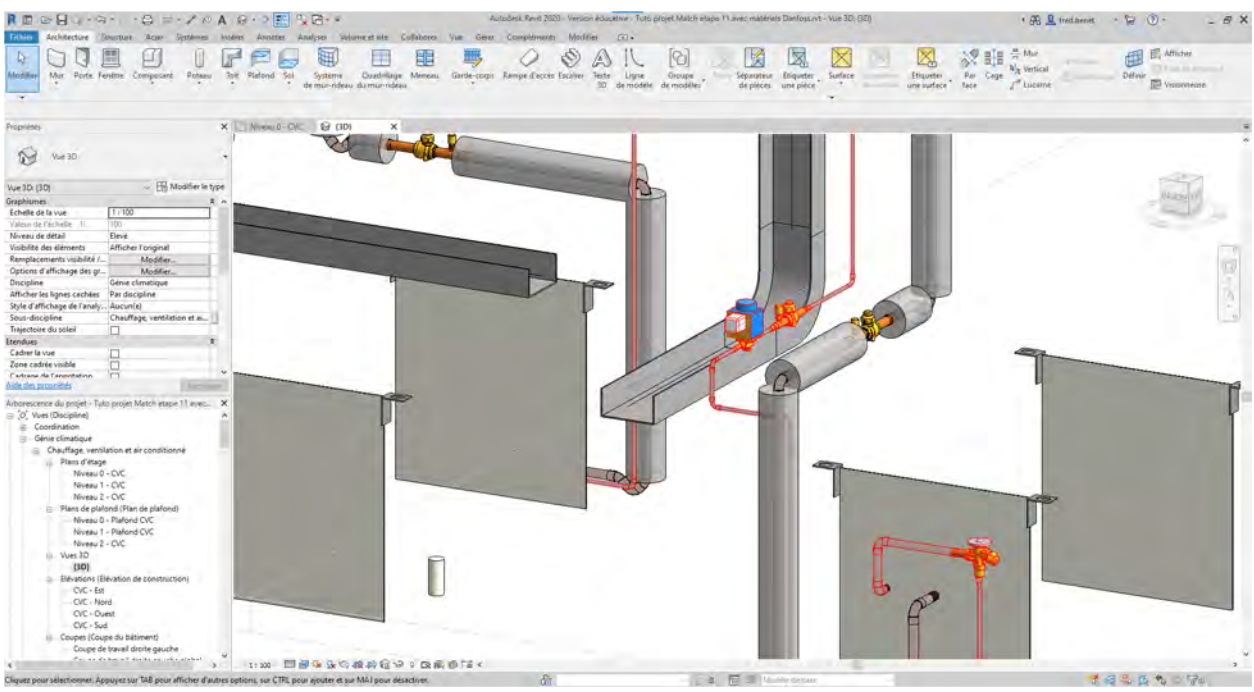 Autodesk Revit 2023 - Version éducative - Tuto projet Match etape 11 avec matériels Danfoss.rvt - Vue 3D: {3D}
fred.benet
Fichier Architecture Structure Acier Systèmes Insérer Annoter Analyses Volume et site Collaborer Vue Gérer Compléments Modifier
Modifier Mur Porte Fenêtre Composant Poteau Toit Plafond Sol Système de mur-rideau Quadrillage du mur-rideau Meneau Garde-corps Rampe d'accès Escalier Texte 3D Ligne de modèle Groupe de modèles Pièce Séparateur de pièces Etiqueter une pièce Surface Etiqueter une surface Par face Cage Mur Vertical Lucarne Définir Afficher Visionneuse
Propriétés
Niveau 0 - CVC
{3D}
Vue 3D
Vue 3D: {3D}
Modifier le type
Graphismes
Echelle de la vue 1 : 100
Valeur de l'échelle 1: 100
Niveau de détail Elevé
Visibilité des éléments Afficher l'original
Remplacements visibilité /... Modifier...
Options d'affichage des gr... Modifier...
Discipline Génie climatique
Afficher les lignes cachées Par discipline
Style d'affichage de l'analy... Aucun(e)
Sous-discipline Chauffage, ventilation et ai...
Trajectoire du soleil
Etendues
Cadrer la vue
Zone cadrée visible
Cadrage de l'annotation
Aide des propriétés
Arborescence du projet - Tuto projet Match etape 11 avec...
Vues (Discipline)
Coordination
Génie climatique
Chauffage, ventilation et air conditionné
Plans d'étage
Niveau 0 - CVC
Niveau 1 - CVC
Niveau 2 - CVC
Plans de plafond (Plan de plafond)
Niveau 0 - Plafond CVC
Niveau 1 - Plafond CVC
Niveau 2 - CVC
Vues 3D
{3D}
Elévations (Elévation de construction)
CVC - Est
CVC - Nord
CVC - Ouest
CVC - Sud
Coupes (Coupe du bâtiment)
Coupe de travail droite gauche
1 : 100
Cliquez pour sélectionner. Appuyez sur TAB pour afficher d'autres options, sur CTRL pour ajouter et sur MAJ pour désactiver.
Modèle de base